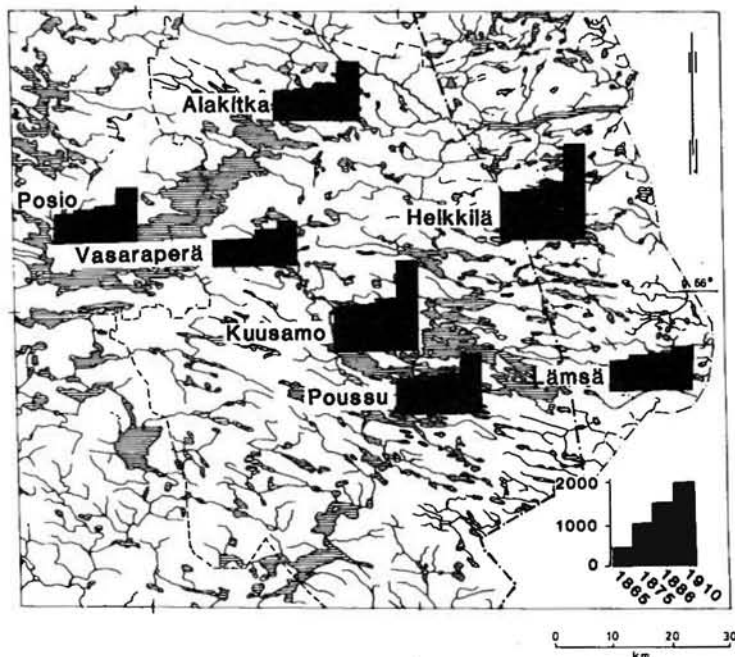 Alakitka
Posio
Helkkilä
Vasaraperä
Kuusamo
Lämsä
Poussu
66°
2000
1000
0
1865
1875
1886
1910
0 10 20 30
km